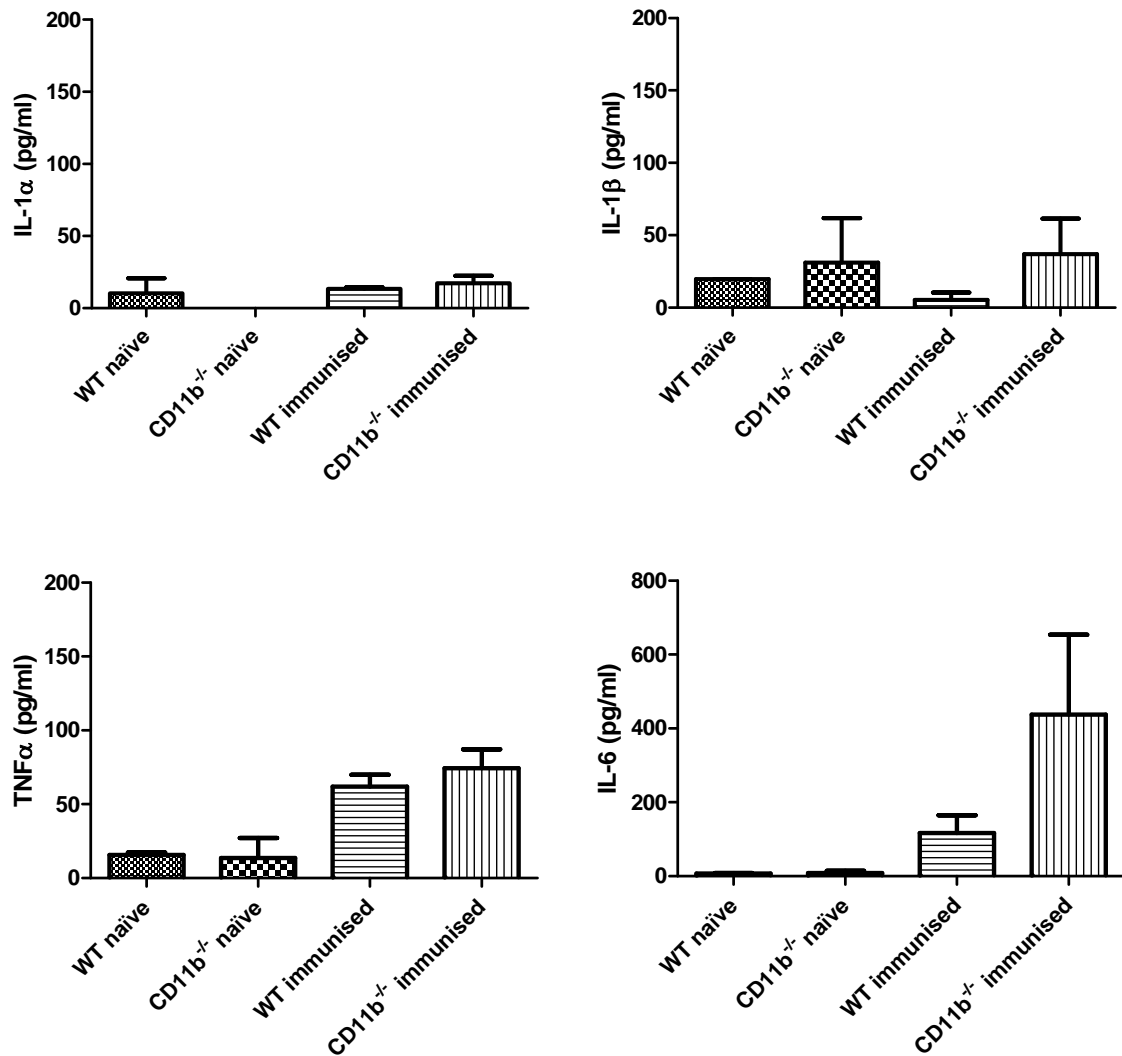 IL-1α (pg/ml)
200
150
100
50
0
WT naïve
CD11b⁻/⁻ naïve
WT immunised
CD11b⁻/⁻ immunised
IL-1β (pg/ml)
200
150
100
50
0
WT naïve
CD11b⁻/⁻ naïve
WT immunised
CD11b⁻/⁻ immunised
TNFα (pg/ml)
200
150
100
50
0
WT naïve
CD11b⁻/⁻ naïve
WT immunised
CD11b⁻/⁻ immunised
IL-6 (pg/ml)
800
600
400
200
0
WT naïve
CD11b⁻/⁻ naïve
WT immunised
CD11b⁻/⁻ immunised